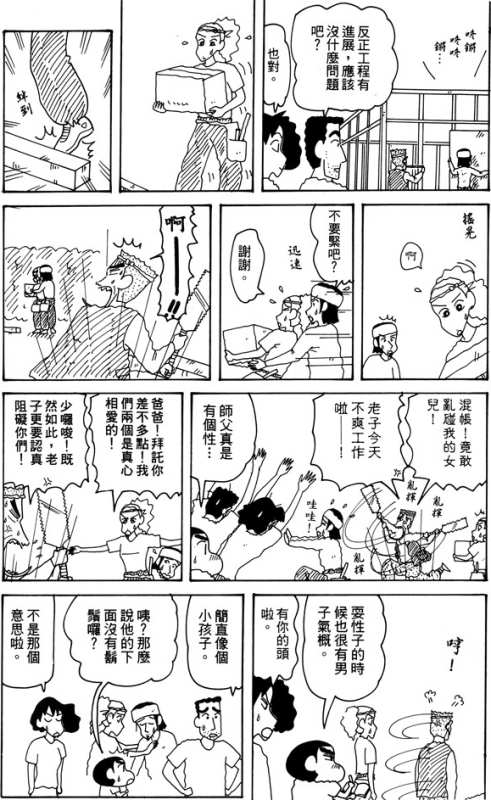 咚鏘
咚咚
鏘…
反正工程有
進展，應該
沒什麼問題
吧？
也對。
絆到
搖晃
啊
不要緊吧？
迅速
謝謝。
啊——!!
混帳！竟敢
亂碰我的女
兒！
老子今天
不爽工作
啦——！
亂揮
亂揮
亂揮
哇哇！
師父真是
有個性…
爸爸！拜託你
差不多點！我
們兩個是真心
相愛的！
少囉唆！既
然如此，老
子更要認真
阻礙你們！
哼！
耍性子的時
候也很有男
子氣概。
有你的頭
啦。
簡直像個
小孩子。
咦？那麼
說他的下
面沒有鬍
鬚囉？
不是那個
意思啦。